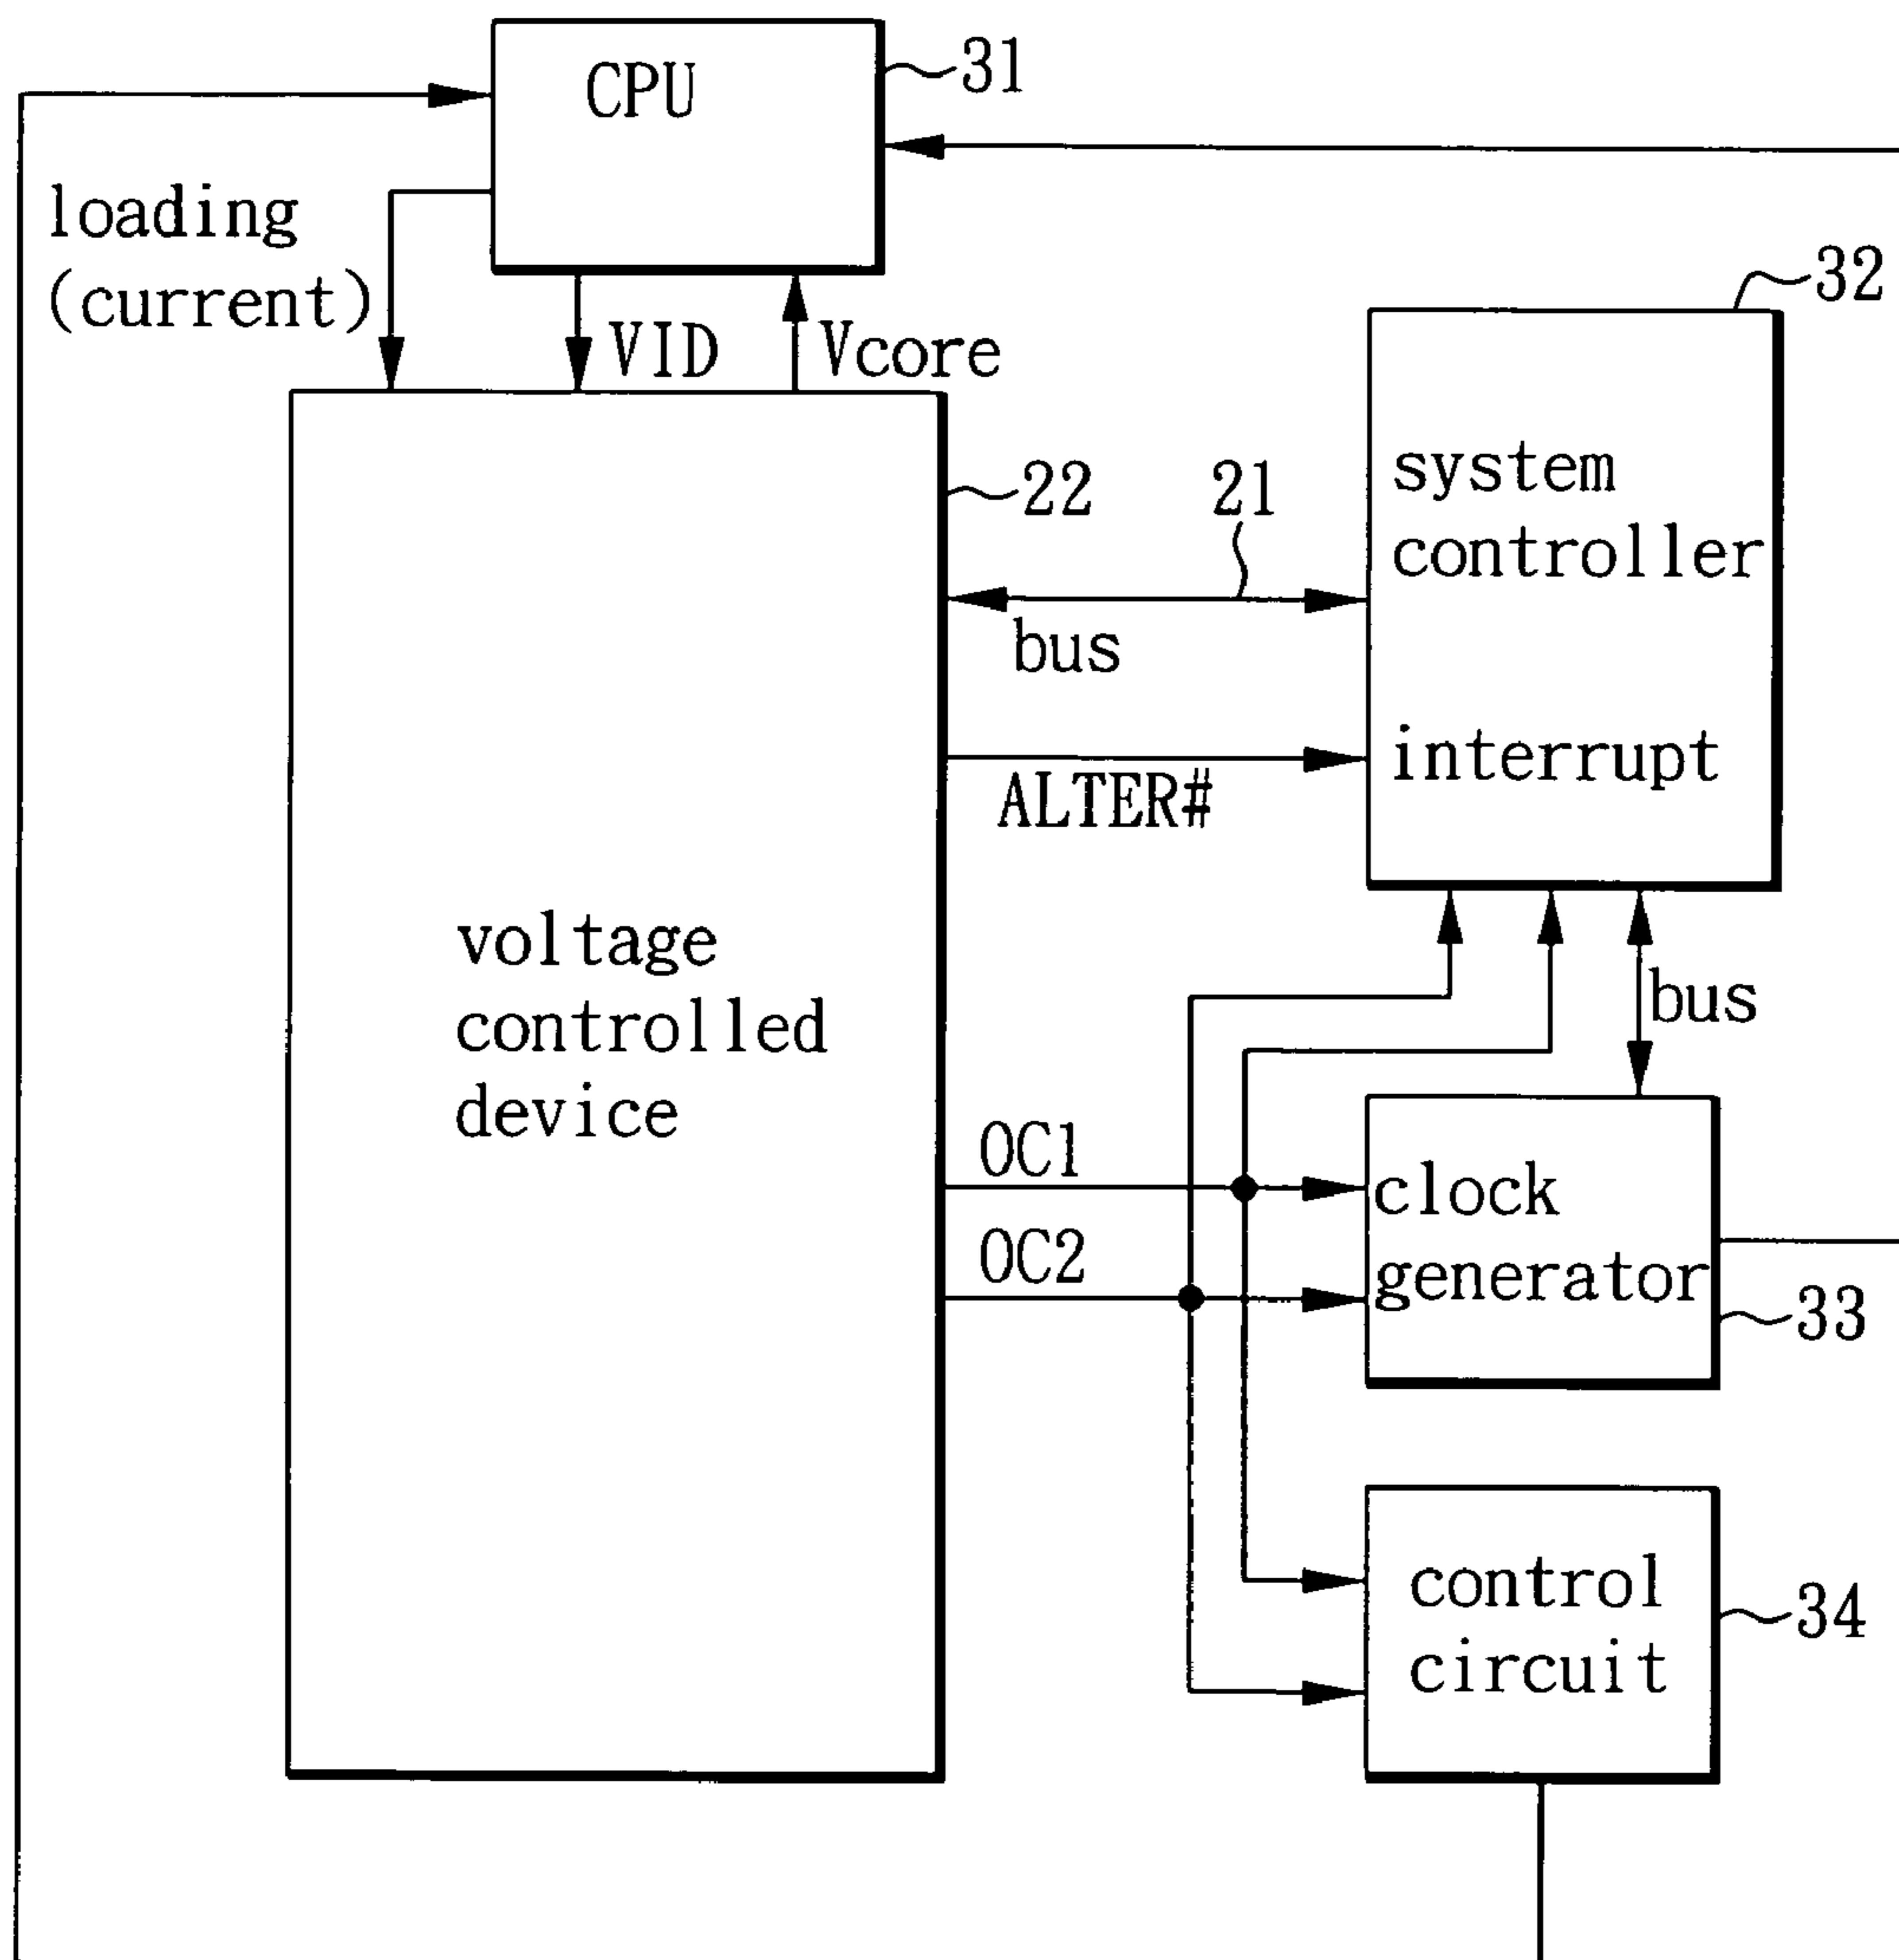 CPU
31
loading
(current)
VID
Vcore
32
system
controller
22
21
bus
interrupt
ALTER#
voltage
controlled
device
bus
OC1
clock
OC2
generator
33
control
circuit
34